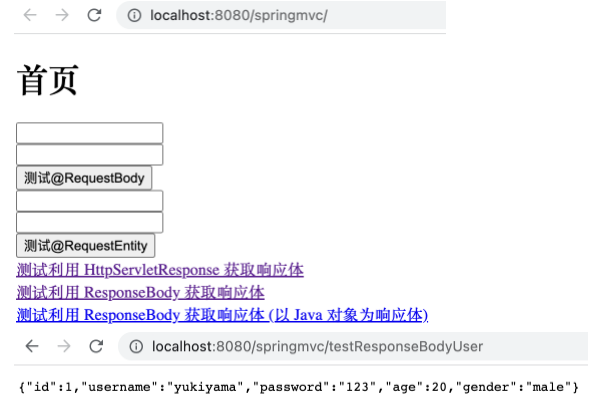 localhost:8080/springmvc/
首页
测试@RequestBody
测试@RequestEntity
测试利用 HttpServletResponse 获取响应体
测试利用 ResponseBody 获取响应体
测试利用 ResponseBody 获取响应体 (以 Java 对象为响应体)
localhost:8080/springmvc/testResponseBodyUser
{"id":1,"username":"yukiyama","password":"123","age":20,"gender":"male"}